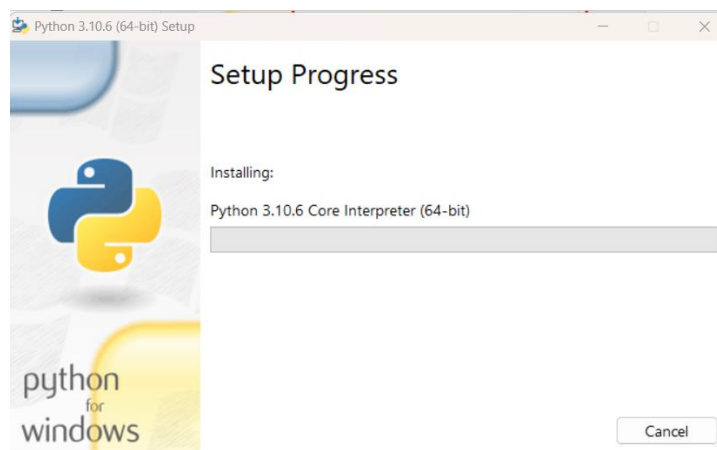 Python 3.10.6 (64-bit) Setup
Setup Progress
Installing:
Python 3.10.6 Core Interpreter (64-bit)
python
for
windows
Cancel